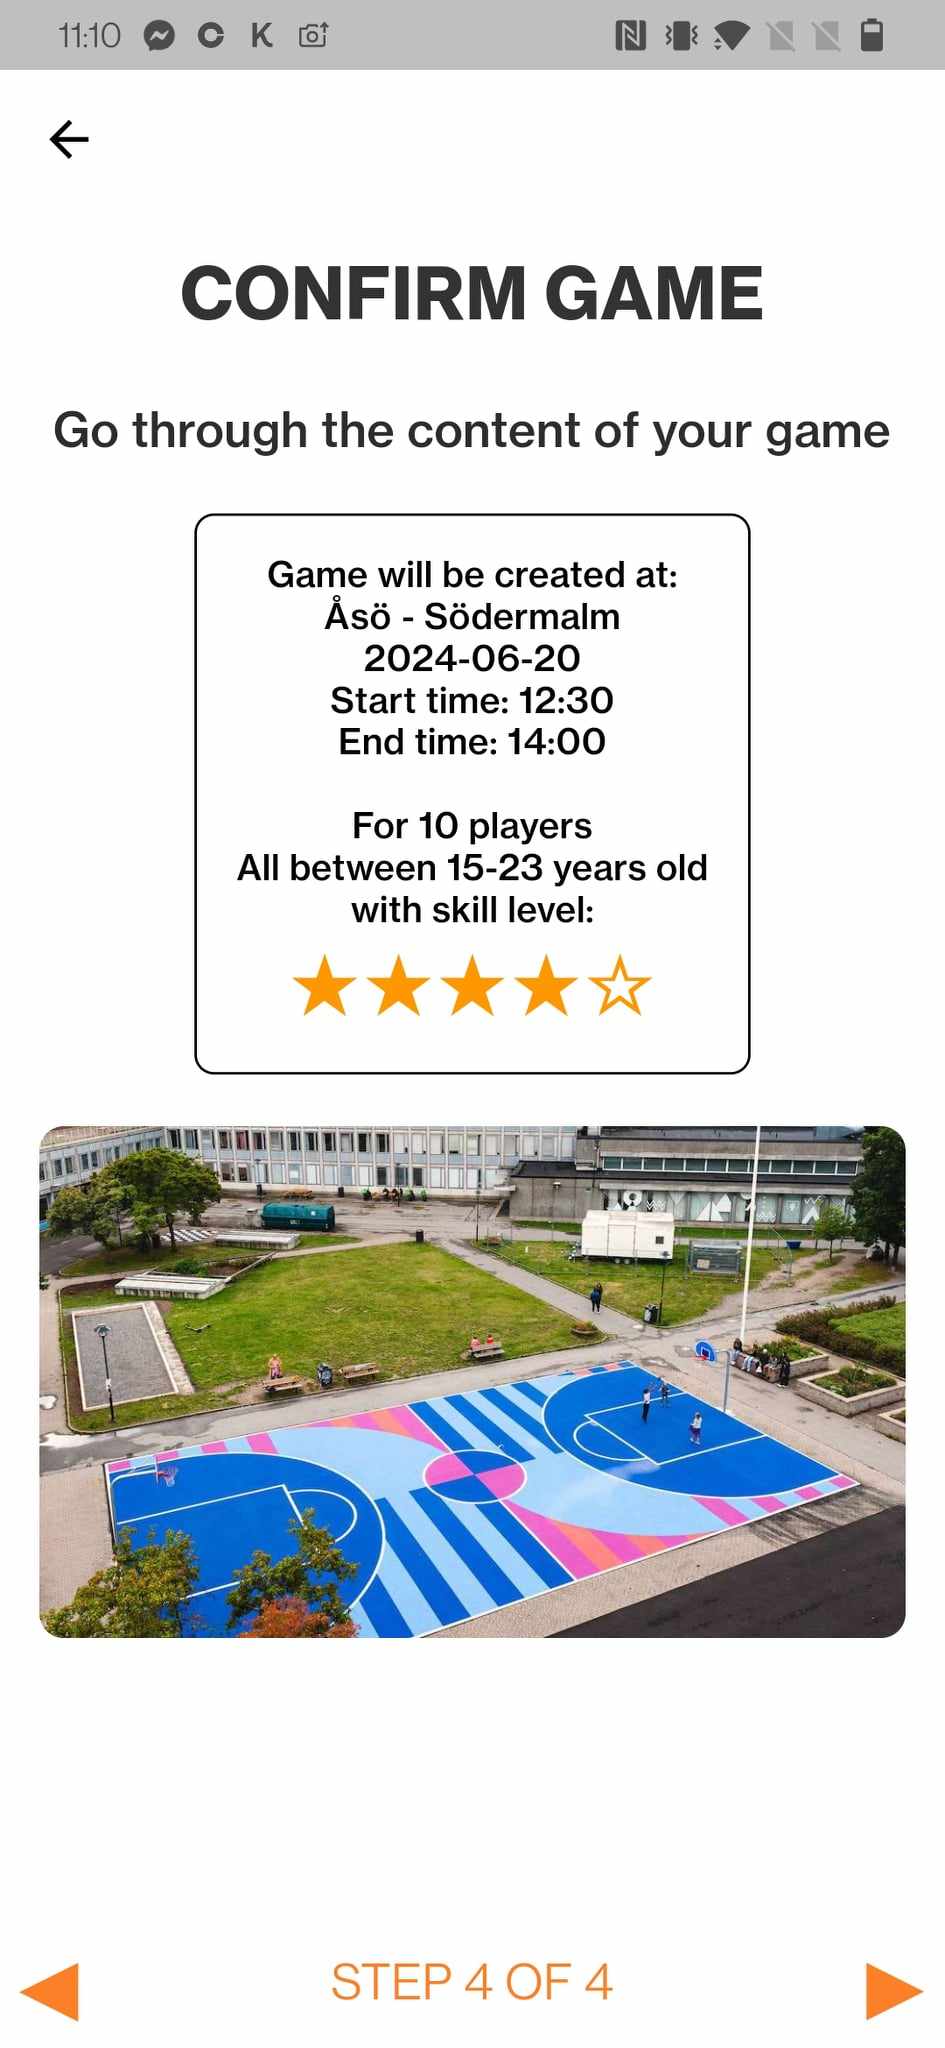 11:10
CONFIRM GAME
Go through the content of your game
Game will be created at:
Åsö - Södermalm
2024-06-20
Start time: 12:30
End time: 14:00
For 10 players
All between 15-23 years old
with skill level:
STEP 4 OF 4